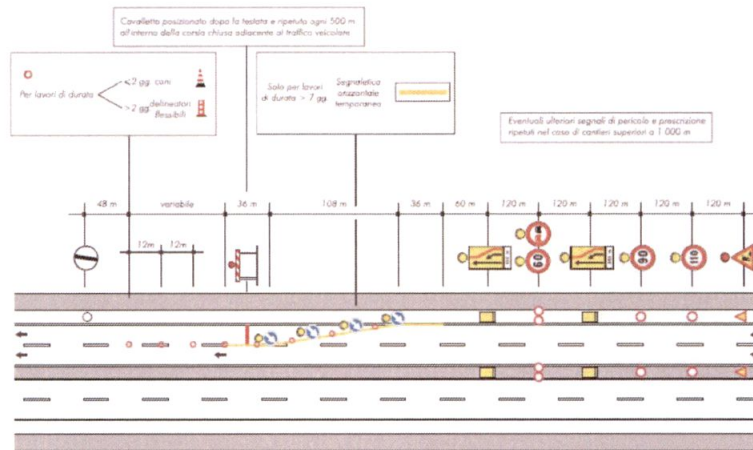 Cavalletto posizionato dopo la testata e ripetuto ogni 500 m
all'interno della corsia chiusa adiacente al traffico veicolare
Per lavori di durata
<2 gg. coni
>2 gg. delineatori
flessibili
Solo per lavori
di durata > 7 gg.
Segnaletica
orizzontale
temporanea
Eventuali ulteriori segnali di pericolo e prescrizione
ripetuti nel caso di cantieri superiori a 1 000 m
48 m
variabile
36 m
108 m
36 m
60 m
120 m
120 m
120 m
120 m
120 m
12m
12m
60
90
110